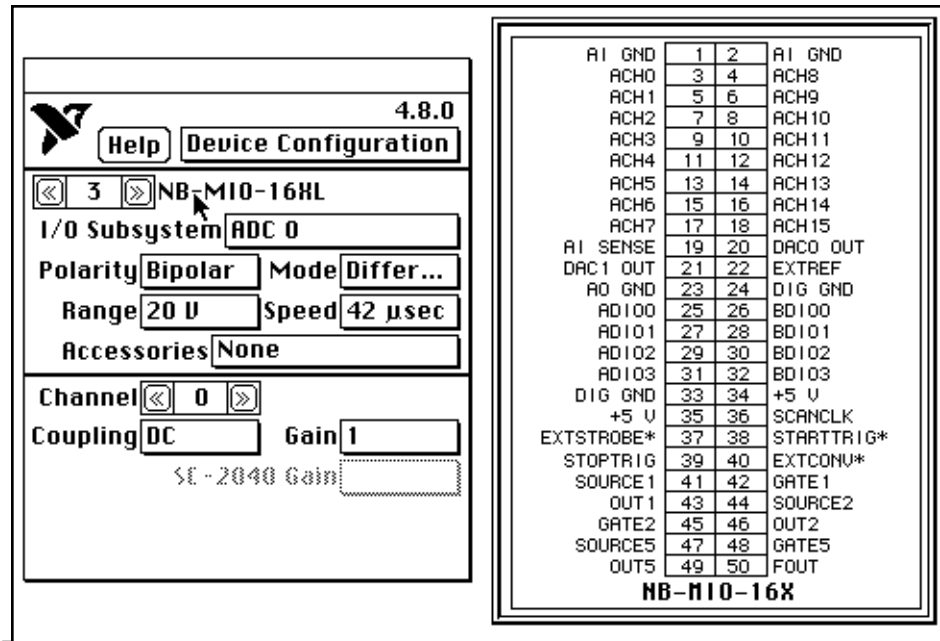 4.8.0
Help Device Configuration
« 3 » NB-MIO-16XL
I/O Subsystem ADC 0
Polarity Bipolar Mode Differ...
Range 20 V Speed 42 µsec
Accessories None
Channel « 0 »
Coupling DC Gain 1
SC-2040 Gain
AI GND 1 2 AI GND
ACH0 3 4 ACH8
ACH1 5 6 ACH9
ACH2 7 8 ACH10
ACH3 9 10 ACH11
ACH4 11 12 ACH12
ACH5 13 14 ACH13
ACH6 15 16 ACH14
ACH7 17 18 ACH15
AI SENSE 19 20 DAC0 OUT
DAC1 OUT 21 22 EXTREF
AO GND 23 24 DIG GND
ADIO0 25 26 BDIO0
ADIO1 27 28 BDIO1
ADIO2 29 30 BDIO2
ADIO3 31 32 BDIO3
DIG GND 33 34 +5 V
+5 V 35 36 SCANCLK
EXTSTROBE* 37 38 STARTTRIG*
STOPTRIG 39 40 EXTCONV*
SOURCE1 41 42 GATE1
OUT1 43 44 SOURCE2
GATE2 45 46 OUT2
SOURCE5 47 48 GATE5
OUT5 49 50 FOUT
NB-MIO-16X